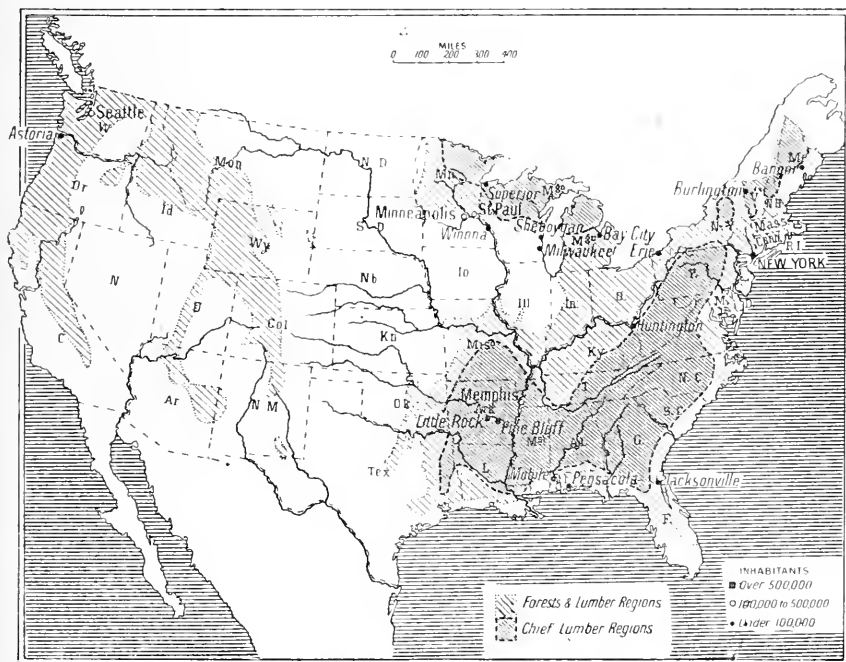 MILES
0 100 200 300 400
Seattle
W
Astoria
Mon
N D
Mn
Superior
Or
Id
Minneapolis
St Paul
S D
Wy
Winona
Sheboygan
Milwaukee
Bay City
Erie
Burlington
Bangor
Me
V
N H
Mass
N. Y
R I.
NEW YORK
P.
N
Nb
Io
Ill
In
Col
C
Kn
Huntington
Ky
Ar
N M
Ok
Memphis
Ark
Little Rock
Pine Bluff
T
N. C
S. C
Al
G.
Tex
L
Mobile
Pensacola
Jacksonville
F.
INHABITANTS
Over 500,000
100,000 to 500,000
Under 100,000
Forests & Lumber Regions
Chief Lumber Regions